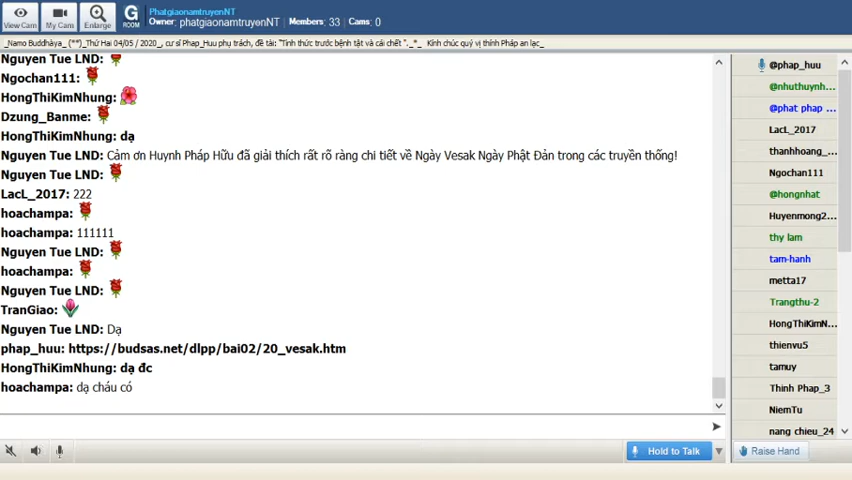 View Cam
My Cams
Enlarge
G
ROOM
PhatgiaonamtruyenNT
Owner: phatgiaonamtruyenNT Members: 33 Cams: 0
_Namo Buddhàya_ (**)_Thứ Hai 04/05 / 2020_, cư sĩ Phap_Huu phụ trách, đề tài: "Tinh thức trước bệnh tật và cái chết"._*_ Kính chúc quý vị thính Pháp an lạc_
Nguyen Tue LND:
Ngochan111:
HongThiKimNhung:
Dzung_Banme:
HongThiKimNhung: dạ
Nguyen Tue LND: Cảm ơn Huynh Pháp Hữu đã giải thích rất rõ ràng chi tiết về Ngày Vesak Ngày Phật Đản trong các truyền thống!
Nguyen Tue LND:
LacL_2017: 222
hoachampa:
hoachampa: 111111
Nguyen Tue LND:
hoachampa:
Nguyen Tue LND:
TranGiao:
Nguyen Tue LND: Dạ
phap_huu: https://budsas.net/dlpp/bai02/20_vesak.htm
HongThiKimNhung: dạ đc
hoachampa: dạ cháu có
@phap_huu
@nhuthuynh...
@phat phap ...
LacL_2017
thanhhoang_...
Ngochan111
@hongnhat
Huyenmong2...
thy lam
tam-hanh
metta17
Trangthu-2
HongThiKimN...
thienvu5
tamuy
Thinh Phap_3
NiemTu
nang chieu_24
Hold to Talk
Raise Hand